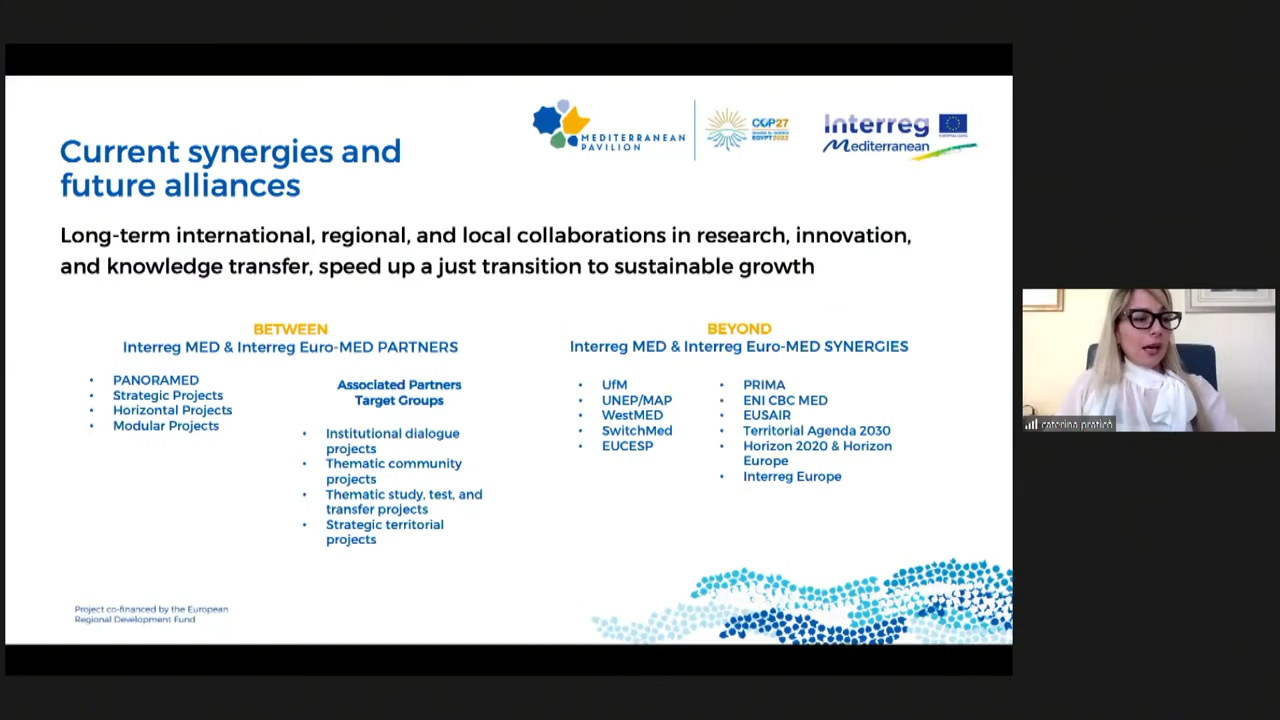 MEDITERRANEAN
PAVILION
COP27
EGYPT2022
Interreg
Mediterranean
Current synergies and
future alliances
Long-term international, regional, and local collaborations in research, innovation,
and knowledge transfer, speed up a just transition to sustainable growth
BETWEEN
Interreg MED & Interreg Euro-MED PARTNERS
• PANORAMED
• Strategic Projects
• Horizontal Projects
• Modular Projects
Associated Partners
Target Groups
• Institutional dialogue
projects
• Thematic community
projects
• Thematic study, test, and
transfer projects
• Strategic territorial
projects
BEYOND
Interreg MED & Interreg Euro-MED SYNERGIES
• UfM
• UNEP/MAP
• WestMED
• SwitchMed
• EUCESP
• PRIMA
• ENI CBC MED
• EUSAIR
• Territorial Agenda 2030
• Horizon 2020 & Horizon
Europe
• Interreg Europe
Project co-financed by the European
Regional Development Fund
caterina praticò